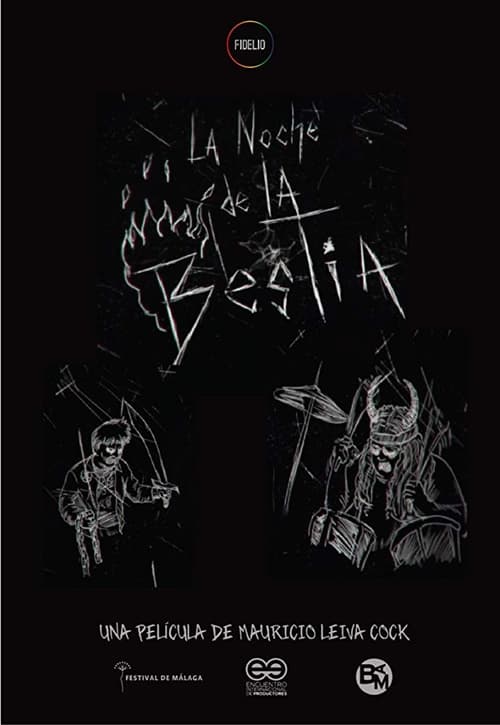 FIDELIO
LA Noche
de LA
BestiA
UNA PELÍCULA DE MAURICIO LEIVA COCK
FESTIVAL DE MÁLAGA
ENCUENTRO
INTERNACIONAL
DE PRODUCTORES
BAM